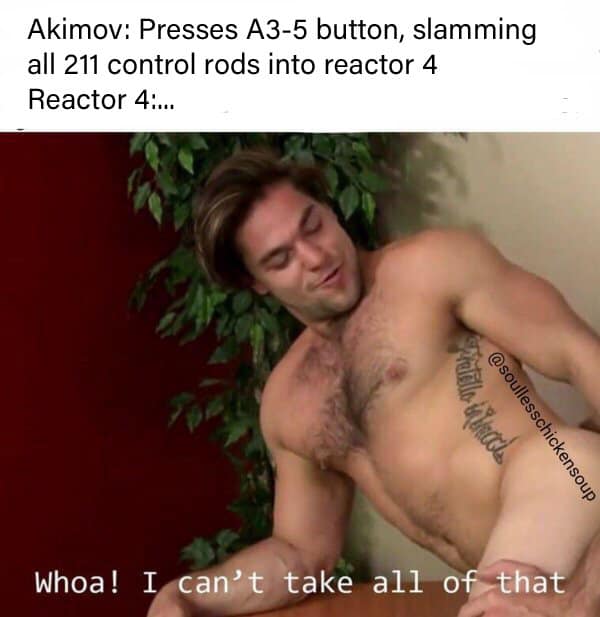 Akimov: Presses A3-5 button, slamming
all 211 control rods into reactor 4
Reactor 4:...
@soullesschickensoup
Whoa! I can't take all of that